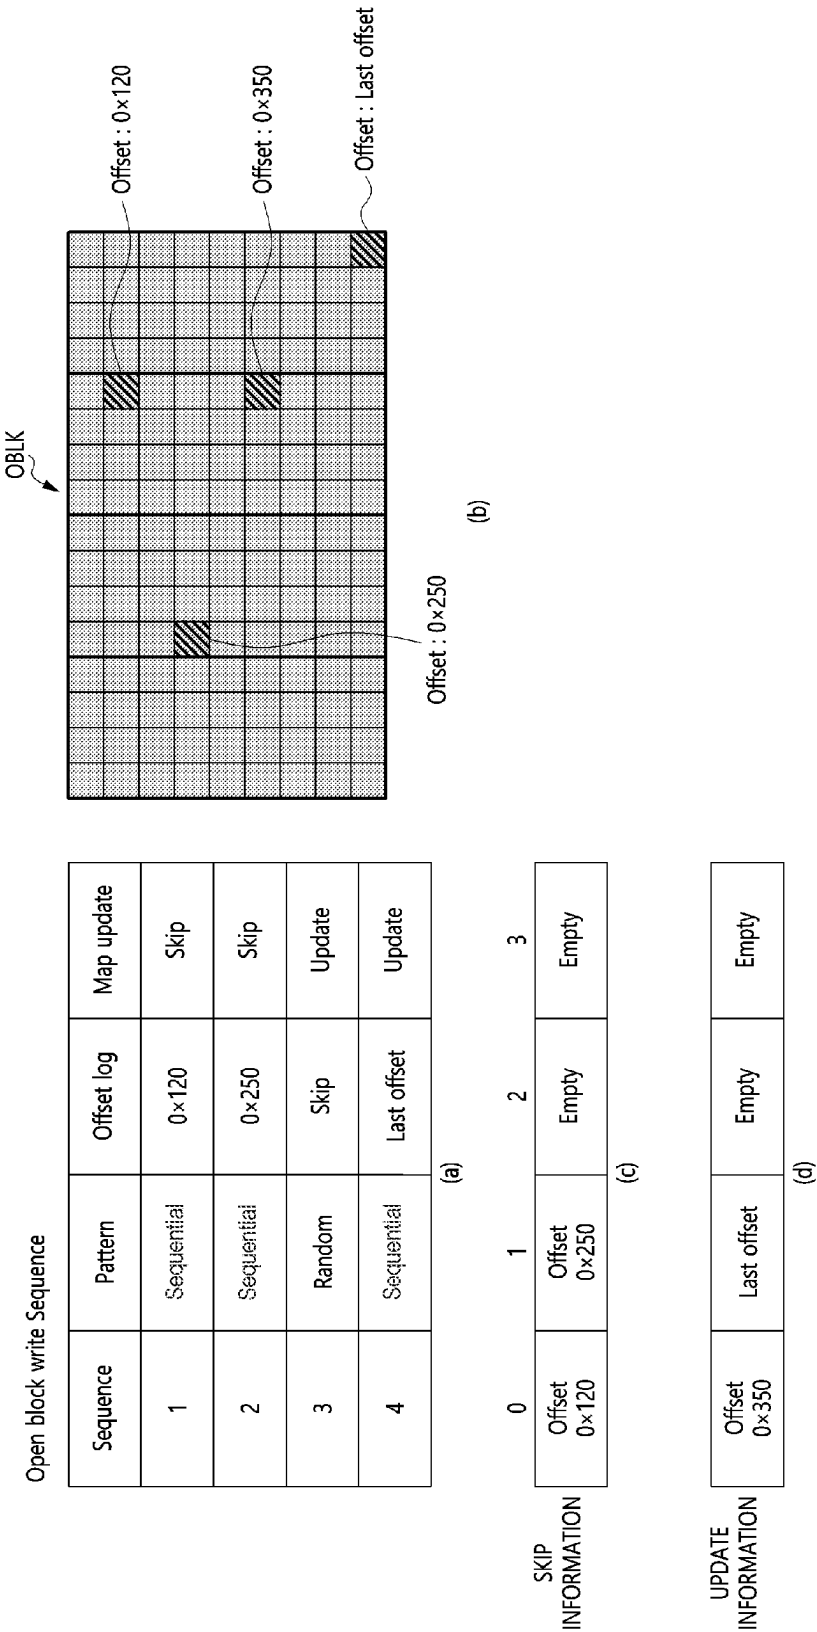 Open block write Sequence
Sequence Pattern Offset log Map update
1 Sequential 0×120 Skip
2 Sequential 0×250 Skip
3 Random Skip Update
4 Sequential Last offset Update
(a)
OBLK
Offset : 0×120
Offset : 0×350
Offset : Last offset
Offset : 0×250
(b)
0 1 2 3
SKIP
INFORMATION
Offset
0×120
Offset
0×250
Empty
Empty
(c)
UPDATE
INFORMATION
Offset
0×350
Last offset
Empty
Empty
(d)